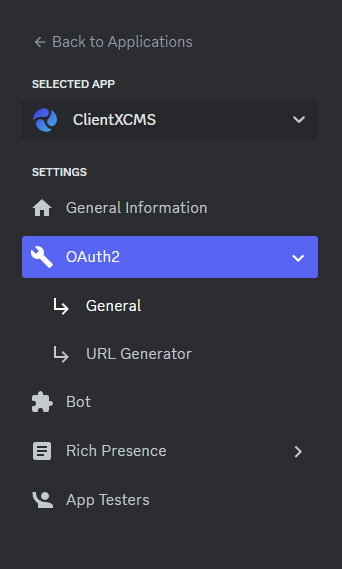 Back to Applications
SELECTED APP
ClientXCMS
SETTINGS
General Information
OAuth2
General
URL Generator
Bot
Rich Presence
App Testers